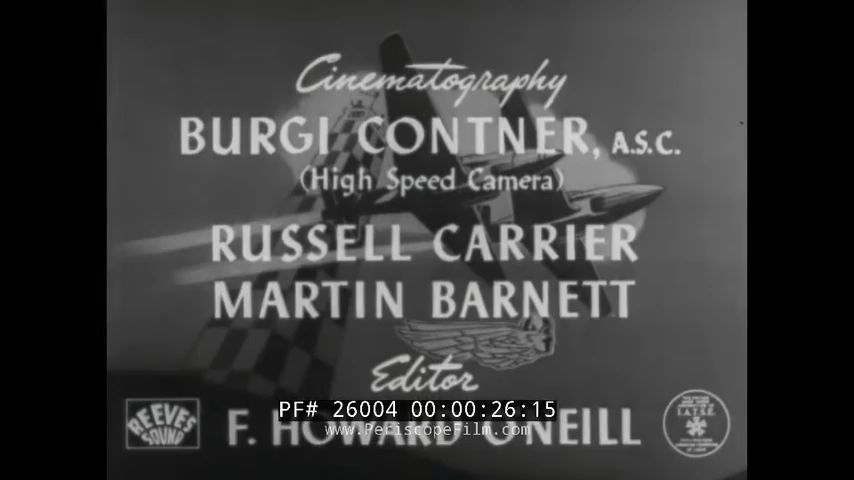 Cinematography
BURGI CONTNER, A.S.C.
(High Speed Camera)
RUSSELL CARRIER
MARTIN BARNETT
Editor
REEVES
SOUND
F. HOWARD O'NEILL
I.A.T.S.E.
PF# 26004 00:00:26:15
www.PeriscopeFilm.com